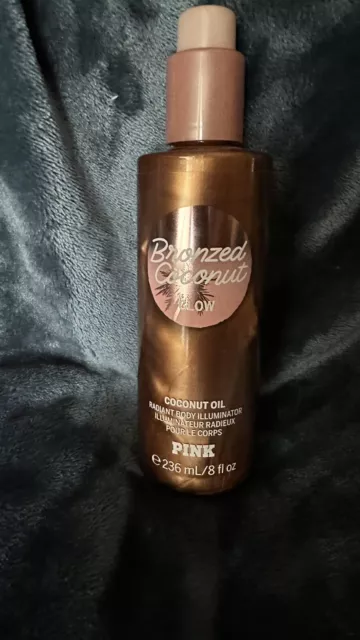 Bronzed
Coconut
GLOW
COCONUT OIL
RADIANT BODY ILLUMINATOR
ILLUMINATEUR RADIEUX
POUR LE CORPS
PINK
e 236 mL/8 fl oz